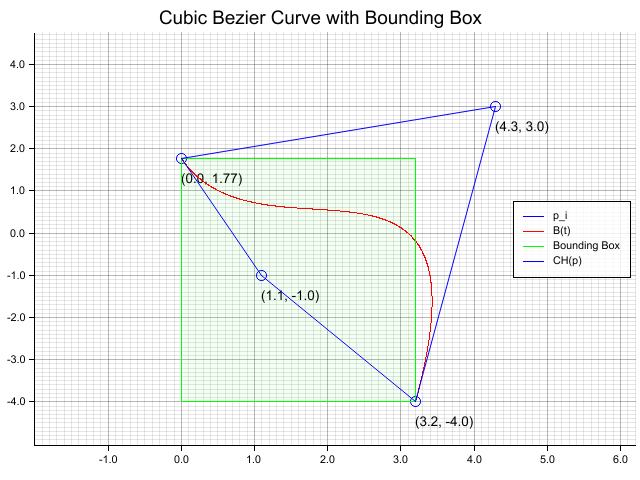 Cubic Bezier Curve with Bounding Box
4.0
3.0
(4.3, 3.0)
2.0
(0.0, 1.77)
1.0
p_i
B(t)
Bounding Box
CH(p)
0.0
-1.0
(1.1, -1.0)
-2.0
-3.0
-4.0
(3.2, -4.0)
-1.0 0.0 1.0 2.0 3.0 4.0 5.0 6.0